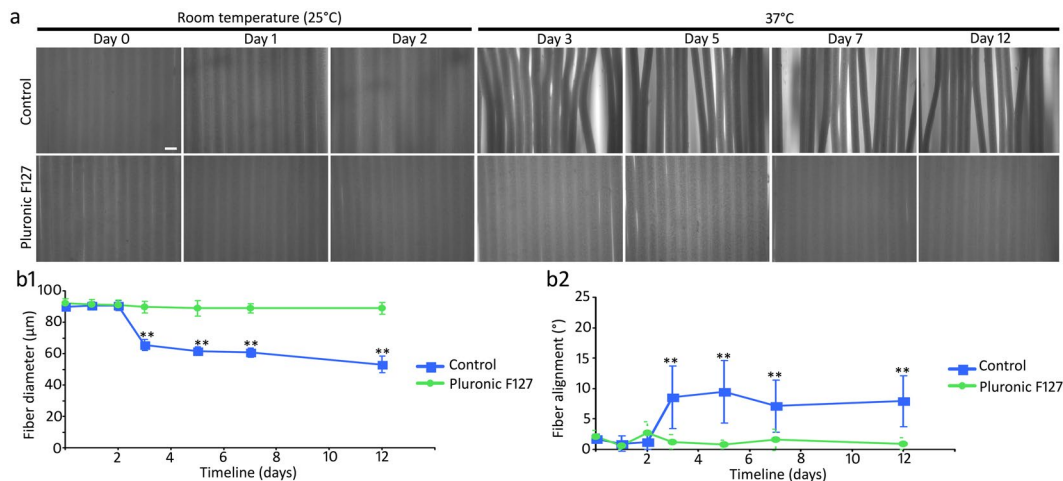 a
Room temperature (25°C)
37°C
Day 0
Day 1
Day 2
Day 3
Day 5
Day 7
Day 12
Control
Pluronic F127
b1
Fiber diameter (µm)
100
80
60
40
20
0
**
**
**
**
2
4
6
8
10
12
Timeline (days)
Control
Pluronic F127
b2
Fiber alignment (°)
25
20
15
10
5
0
**
**
**
**
2
4
6
8
10
12
Timeline (days)
Control
Pluronic F127